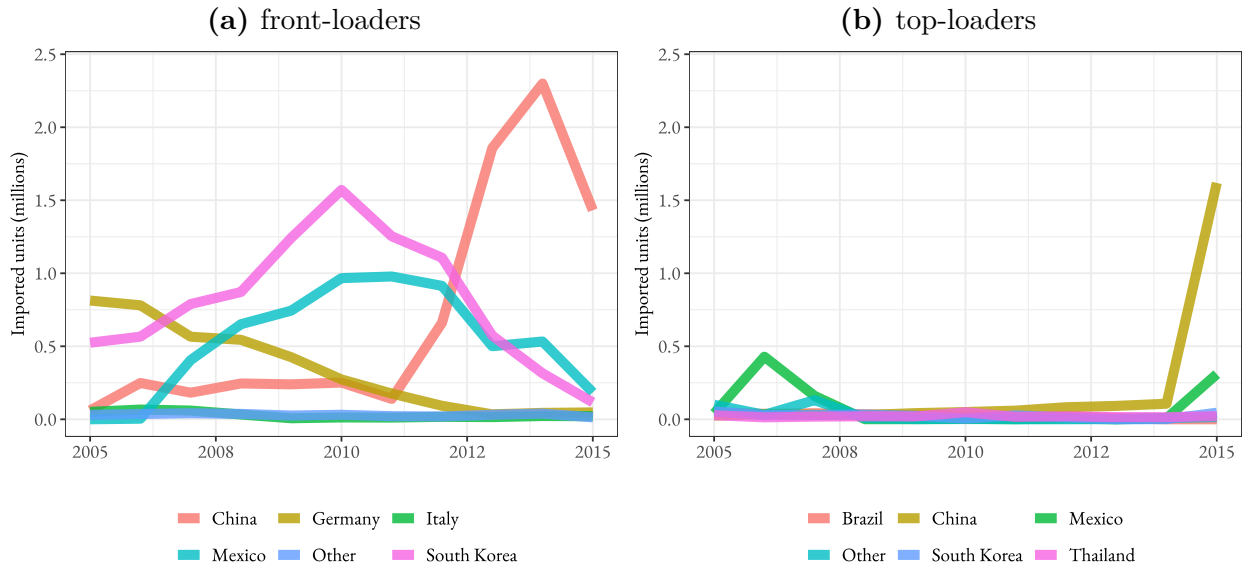 (a) front-loaders
Imported units (millions)
2.5
2.0
1.5
1.0
0.5
0.0
2005 2008 2010 2012 2015
China Germany Italy
Mexico Other South Korea
(b) top-loaders
Imported units (millions)
2.5
2.0
1.5
1.0
0.5
0.0
2005 2008 2010 2012 2015
Brazil China Mexico
Other South Korea Thailand